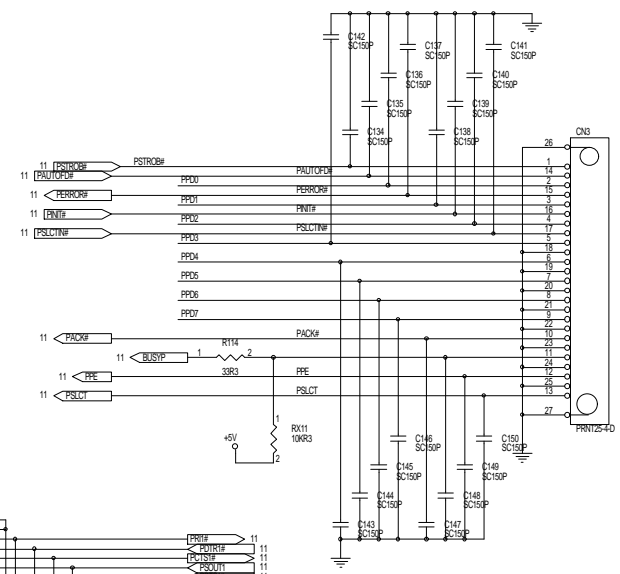 C142
SC150P
C137
SC150P
C141
SC150P
C136
SC150P
C140
SC150P
C135
SC150P
C139
SC150P
C134
SC150P
C138
SC150P
CN3
26
11 PSTROB# PSTROB# 1
11 PAUTOFD# PAUTOFD# 14
PPD0 2
11 PERROR# PERROR# 15
PPD1 3
11 PINIT# PINIT# 16
PPD2 4
11 PSLCTIN# PSLCTIN# 17
PPD3 5
18
PPD4 6
19
PPD5 7
20
PPD6 8
21
PPD7 9
22
11 PACK# PACK# 10
23
R114
11 BUSYP 1 2 11
33R3
24
11 PPE PPE 12
25
11 PSLCT PSLCT 13
27
PRNT25-4-D
1
RX11
10KR3
2
+5V
C146
SC150P
C150
SC150P
C145
SC150P
C149
SC150P
C144
SC150P
C148
SC150P
C143
SC150P
C147
SC150P
PRI1# 11
PDTR1# 11
PCTS1# 11
PSOUT1 11